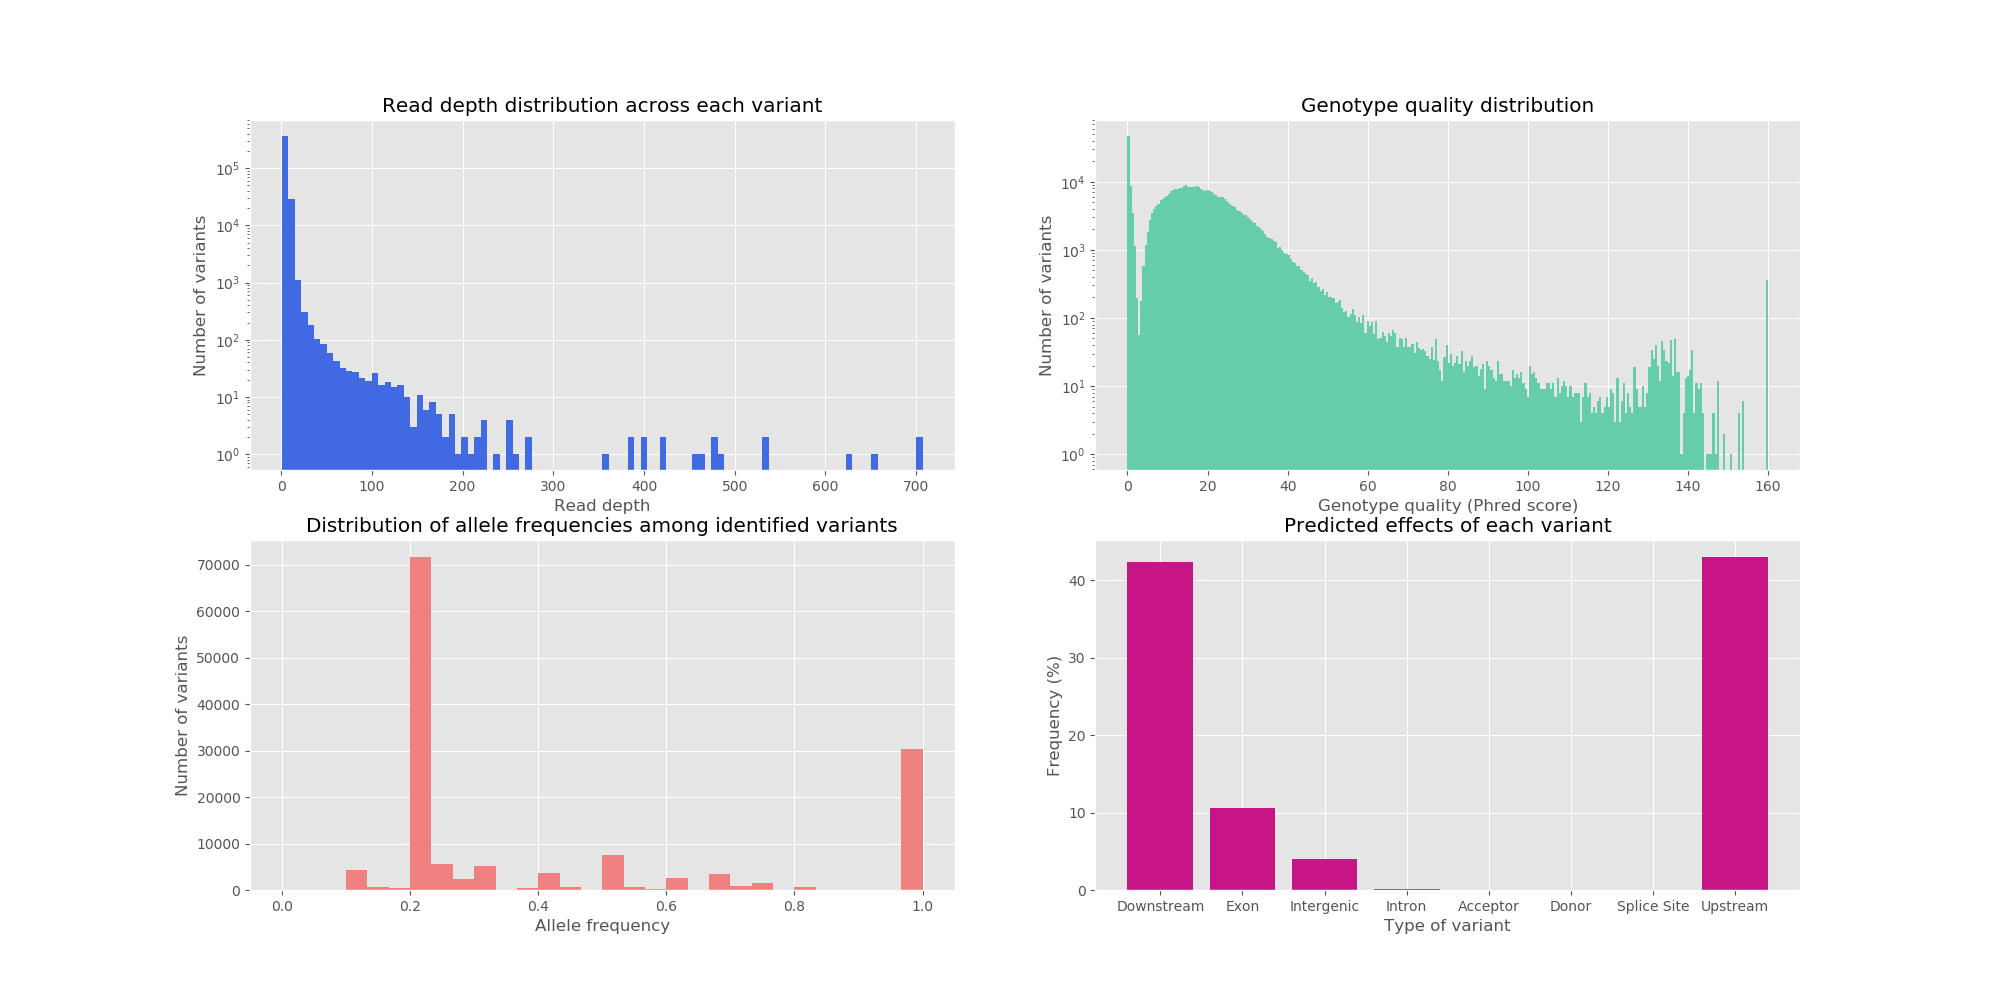 Read depth distribution across each variant
Number of variants
10^5
10^4
10^3
10^2
10^1
10^0
0 100 200 300 400 500 600 700
Read depth
Genotype quality distribution
Number of variants
10^4
10^3
10^2
10^1
10^0
0 20 40 60 80 100 120 140 160
Genotype quality (Phred score)
Distribution of allele frequencies among identified variants
Number of variants
70000
60000
50000
40000
30000
20000
10000
0
0.0 0.2 0.4 0.6 0.8 1.0
Allele frequency
Predicted effects of each variant
Frequency (%)
40
30
20
10
0
Downstream Exon Intergenic Intron Acceptor Donor Splice Site Upstream
Type of variant